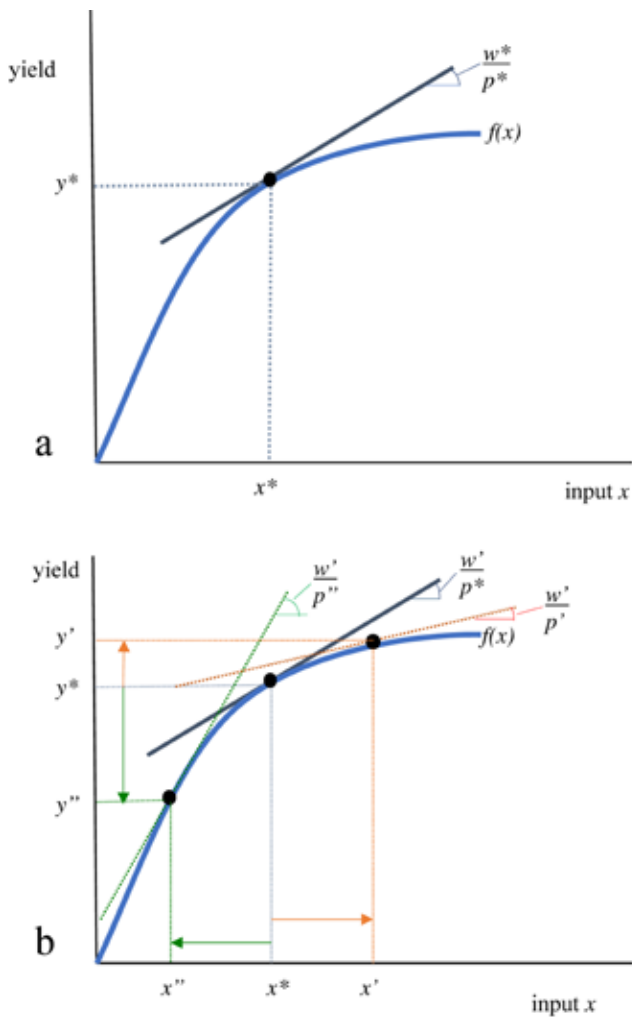 yield
w*
p*
f(x)
y*
a
x*
input x
yield
w’
p”
w’
p*
w’
p’
y’
f(x)
y*
y”
b
x”
x*
x’
input x